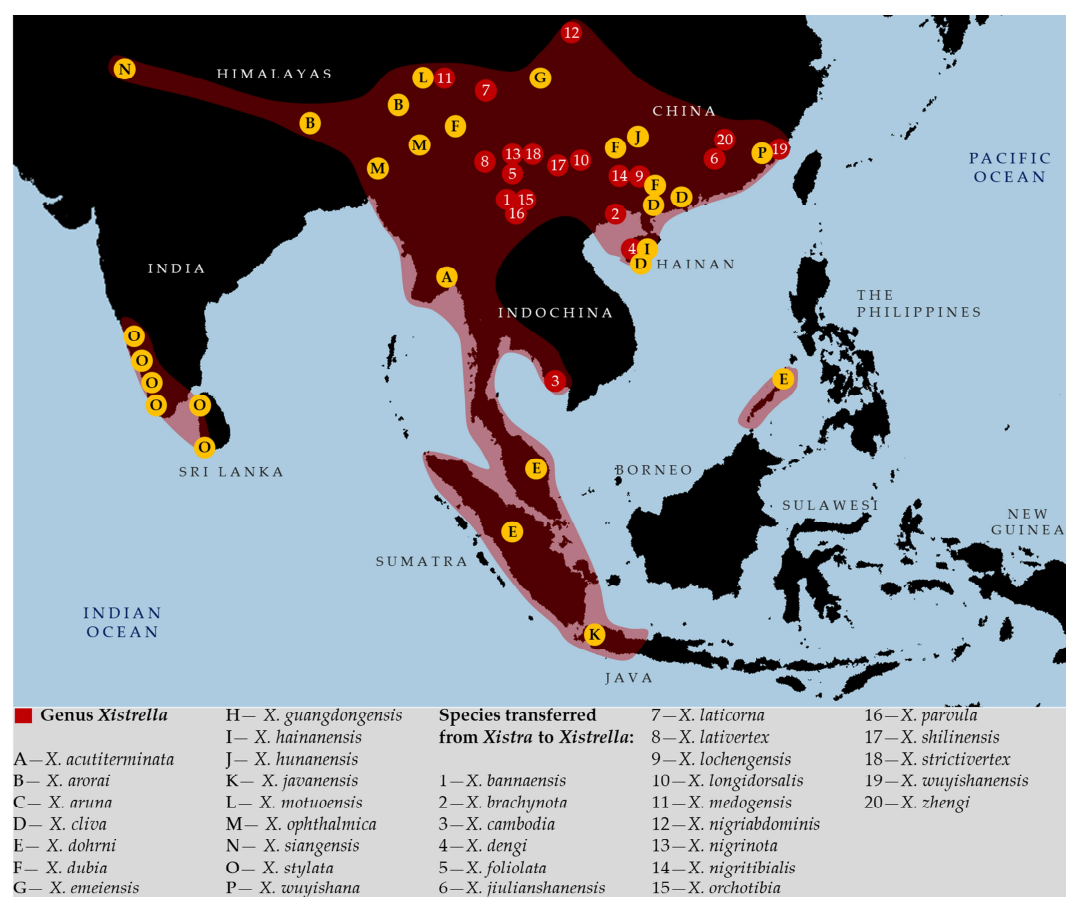 12
N
HIMALAYAS
L
11
G
7
B
CHINA
B
F
J
20
M
F
P
19
PACIFIC
OCEAN
8
13
18
17
10
6
M
5
14
9
F
1
15
D
D
16
2
INDIA
4
I
D
HAINAN
A
THE
PHILIPPINES
INDOCHINA
O
O
O
3
E
O
O
O
SRI LANKA
E
BORNEO
SULAWESI
NEW
GUINEA
E
SUMATRA
INDIAN
OCEAN
K
JAVA
Genus Xistrella
A—X. acutiterminata
B— X. arorai
C— X. aruna
D— X. cliva
E— X. dohrni
F— X. dubia
G— X. emeiensis
H— X. guangdongensis
I— X. hainanensis
J— X. hunanensis
K— X. javanensis
L— X. motuoensis
M— X. ophthalmica
N— X. siangensis
O— X. stylata
P— X. wuyishana
Species transferred
from Xistra to Xistrella:
1—X. bannaensis
2—X. brachynota
3—X. cambodia
4—X. dengi
5—X. foliolata
6—X. jiulianshanensis
7—X. laticorna
8—X. lativertex
9—X. lochengensis
10—X. longidorsalis
11—X. medogensis
12—X. nigriabdominis
13—X. nigrinota
14—X. nigritibialis
15—X. orchotibia
16—X. parvula
17—X. shilinensis
18—X. strictivertex
19—X. wuyishanensis
20—X. zhengi